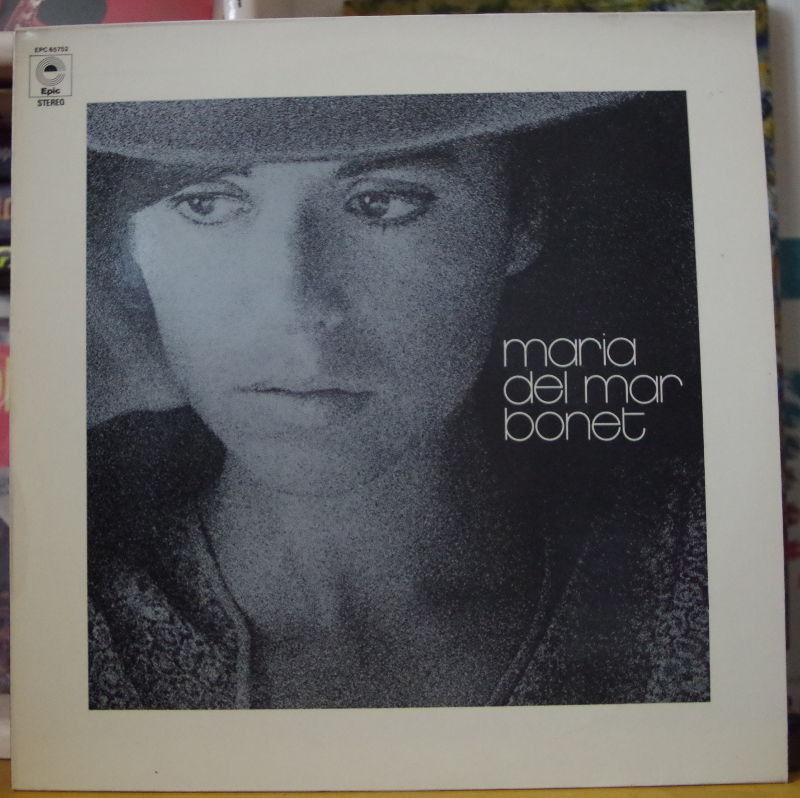 EPC 65752
Epic
STEREO
maria
del mar
bonet